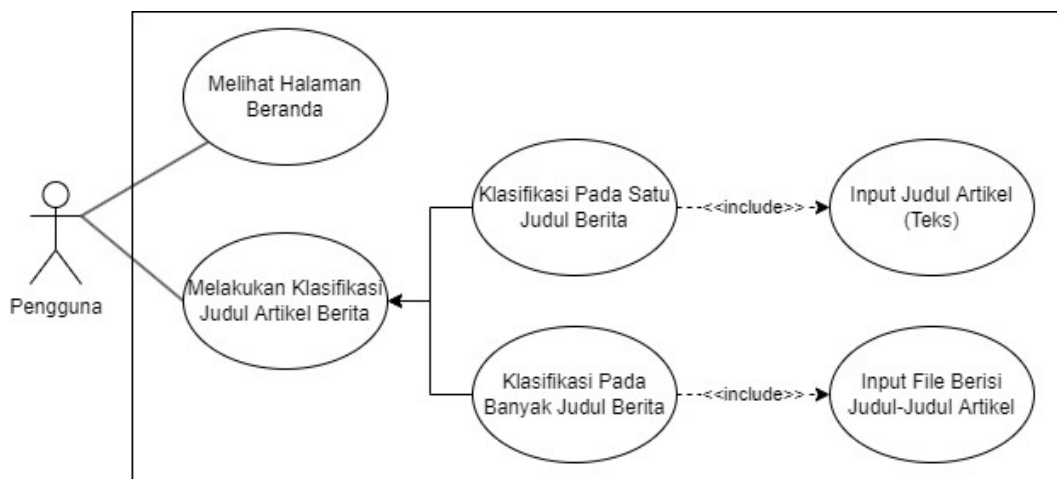 Melihat Halaman
Beranda
Pengguna
Melakukan Klasifikasi
Judul Artikel Berita
Klasifikasi Pada Satu
Judul Berita
<<include>>
Input Judul Artikel
(Teks)
Klasifikasi Pada
Banyak Judul Berita
<<include>>
Input File Berisi
Judul-Judul Artikel